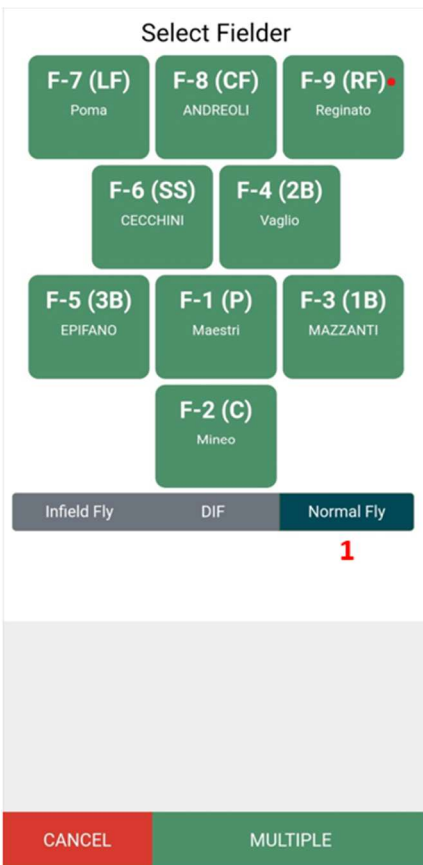 Select Fielder
F-7 (LF) F-8 (CF) F-9 (RF)
Poma ANDREOLI Reginato
F-6 (SS) F-4 (2B)
CECCHINI Vaglio
F-5 (3B) F-1 (P) F-3 (1B)
EPIFANO Maestri MAZZANTI
F-2 (C)
Mineo
Infield Fly DIF Normal Fly
1
CANCEL MULTIPLE